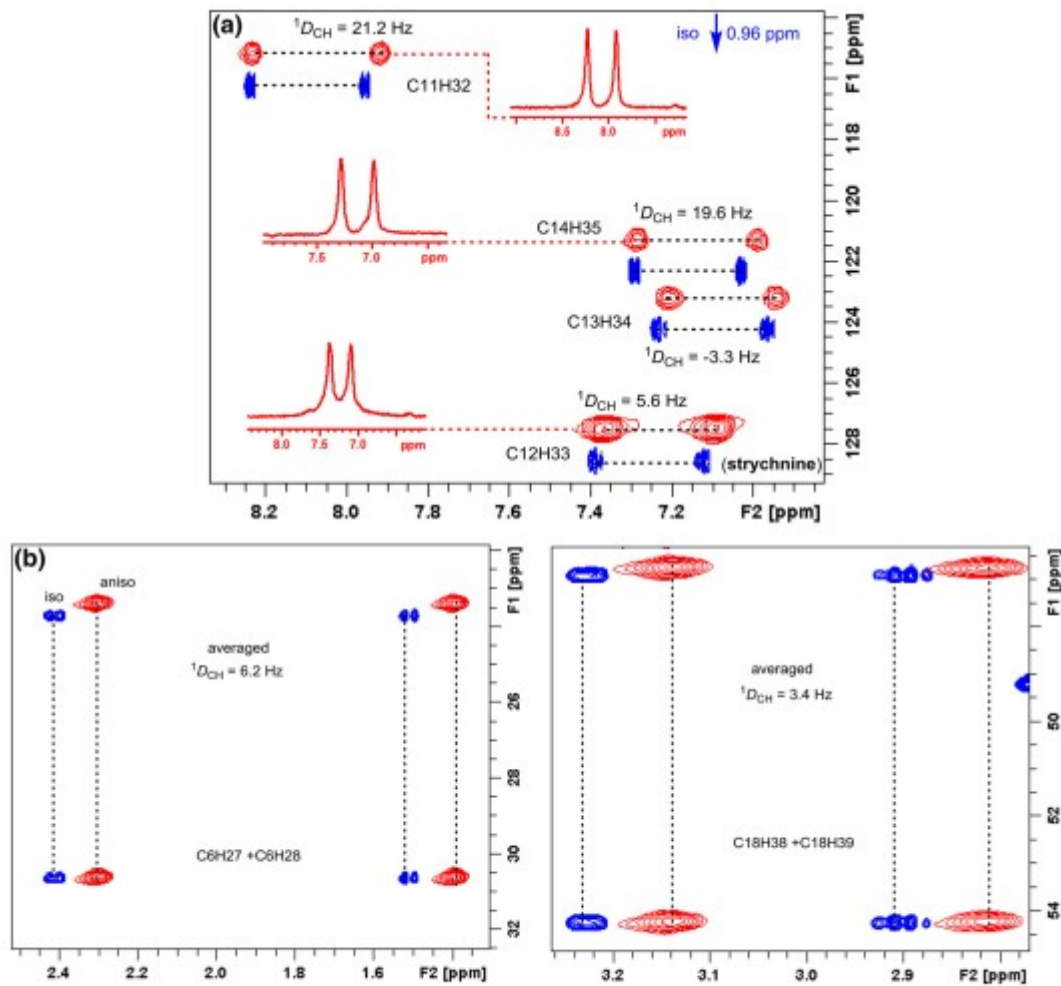 (a)
¹D_CH = 21.2 Hz
iso 0.96 ppm
C11H32
8.5 8.0 ppm
C14H35
¹D_CH = 19.6 Hz
7.5 7.0 ppm
C13H34
¹D_CH = -3.3 Hz
¹D_CH = 5.6 Hz
8.0 7.5 7.0 ppm
C12H33
(strychnine)
8.2 8.0 7.8 7.6 7.4 7.2 F2 [ppm]
F1 [ppm]
118
120
122
124
126
128
(b)
iso
aniso
averaged
¹D_CH = 6.2 Hz
C6H27 +C6H28
2.4 2.2 2.0 1.8 1.6 F2 [ppm]
F1 [ppm]
26
28
30
32
averaged
¹D_CH = 3.4 Hz
C18H38 +C18H39
3.2 3.1 3.0 2.9 F2 [ppm]
F1 [ppm]
50
52
54